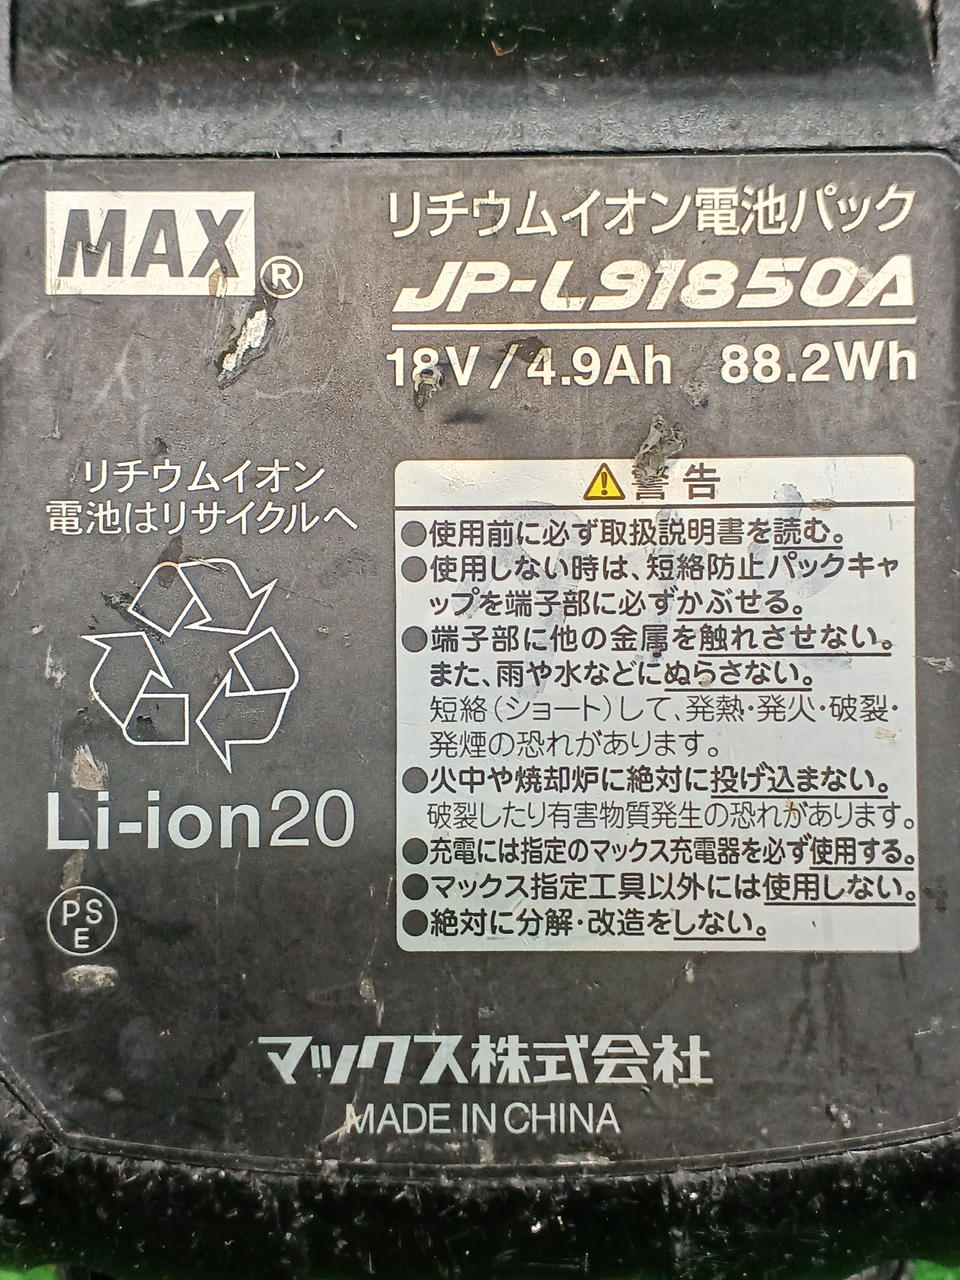 MAX®
リチウムイオン電池パック
JP-L91850A
18V/4.9Ah 88.2Wh
リチウムイオン
電池はリサイクルへ
Li-ion20
PS
E
警告
●使用前に必ず取扱説明書を読む。
●使用しない時は、短絡防止パックキャ
ップを端子部に必ずかぶせる。
●端子部に他の金属を触れさせない。
また、雨や水などにぬらさない。
短絡(ショート)して、発熱・発火・破裂・
発煙の恐れがあります。
●火中や焼却炉に絶対に投げ込まない。
破裂したり有害物質発生の恐れがあります。
●充電には指定のマックス充電器を必ず使用する。
●マックス指定工具以外には使用しない。
●絶対に分解・改造をしない。
マックス株式会社
MADE IN CHINA